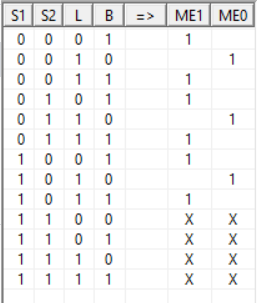 S1 S2 L B => ME1 ME0
0 0 0 1 1
0 0 1 0 1
0 0 1 1 1
0 1 0 1 1
0 1 1 0 1
0 1 1 1 1
1 0 0 1 1
1 0 1 0 1
1 0 1 1 1
1 1 0 0 X X
1 1 0 1 X X
1 1 1 0 X X
1 1 1 1 X X